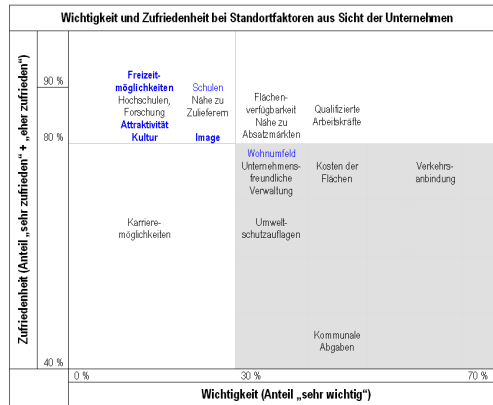 Wichtigkeit und Zufriedenheit bei Standortfaktoren aus Sicht der Unternehmen
Zufriedenheit (Anteil „sehr zufrieden“ + „eher zufrieden“)
90 %
80 %
40 %
Freizeit-
möglichkeiten
Hochschulen,
Forschung
Attraktivität
Kultur
Schulen
Nähe zu
Zulieferern
Image
Flächen-
verfügbarkeit
Nähe zu
Absatzmärkten
Qualifizierte
Arbeitskräfte
Wohnumfeld
Unternehmens-
freundliche
Verwaltung
Kosten der
Flächen
Verkehrs-
anbindung
Karriere-
möglichkeiten
Umwelt-
schutzauflagen
Kommunale
Abgaben
0 %
30 %
70 %
Wichtigkeit (Anteil „sehr wichtig“)